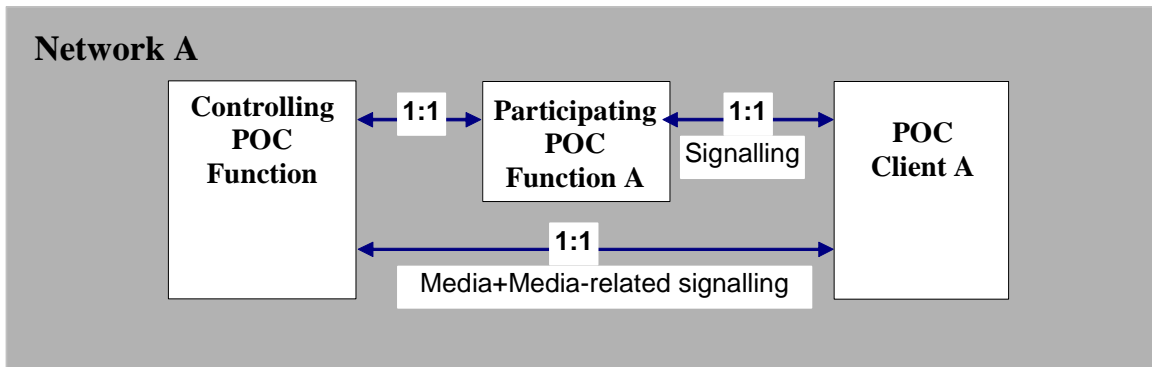 Network A
Controlling
POC
Function
1:1
Participating
POC
Function A
1:1
Signalling
POC
Client A
1:1
Media+Media-related signalling